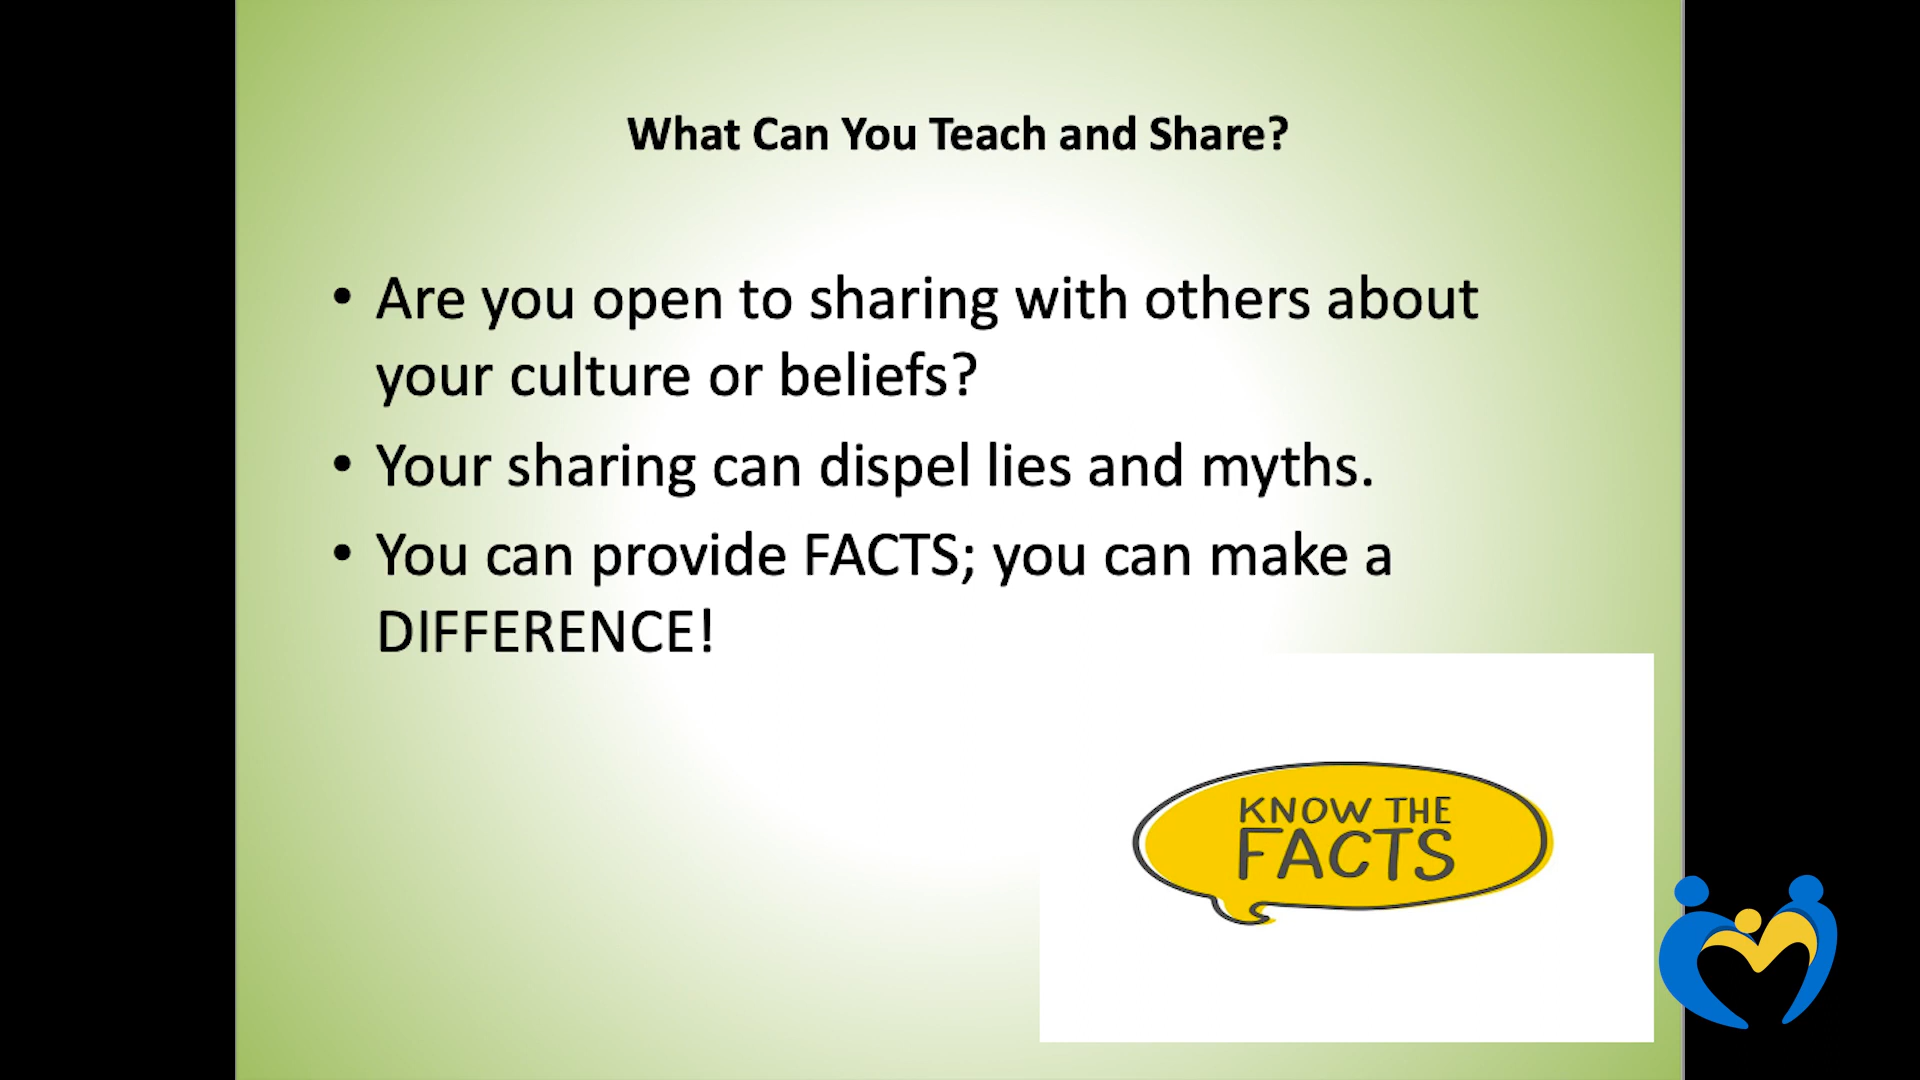 What Can You Teach and Share?
• Are you open to sharing with others about
your culture or beliefs?
• Your sharing can dispel lies and myths.
• You can provide FACTS; you can make a
DIFFERENCE!
KNOW THE
FACTS